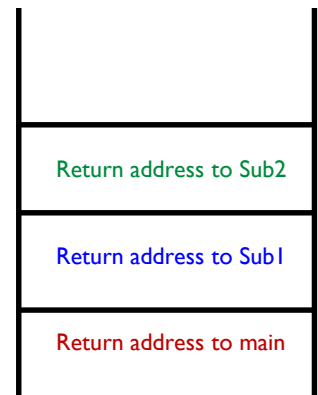 Return address to Sub2
Return address to Sub1
Return address to main